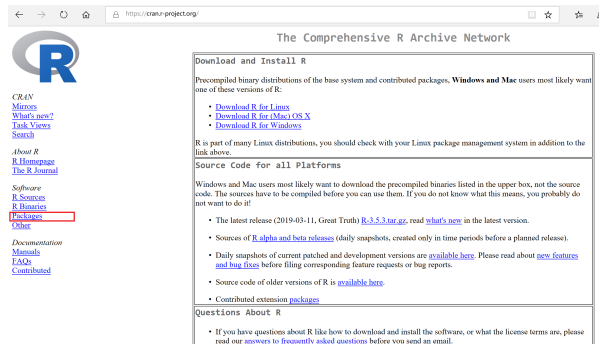 https://cran.r-project.org/
R
CRAN
Mirrors
What's new?
Task Views
Search
About R
R Homepage
The R Journal
Software
R Sources
R Binaries
Packages
Other
Documentation
Manuals
FAQs
Contributed
The Comprehensive R Archive Network
Download and Install R
Precompiled binary distributions of the base system and contributed packages, Windows and Mac users most likely want
one of these versions of R:
• Download R for Linux
• Download R for (Mac) OS X
• Download R for Windows
R is part of many Linux distributions, you should check with your Linux package management system in addition to the
link above.
Source Code for all Platforms
Windows and Mac users most likely want to download the precompiled binaries listed in the upper box, not the source
code. The sources have to be compiled before you can use them. If you do not know what this means, you probably do
not want to do it!
• The latest release (2019-03-11, Great Truth) R-3.5.3.tar.gz, read what's new in the latest version.
• Sources of R alpha and beta releases (daily snapshots, created only in time periods before a planned release).
• Daily snapshots of current patched and development versions are available here. Please read about new features
and bug fixes before filing corresponding feature requests or bug reports.
• Source code of older versions of R is available here.
• Contributed extension packages
Questions About R
• If you have questions about R like how to download and install the software, or what the license terms are, please
read our answers to frequently asked questions before you send an email.